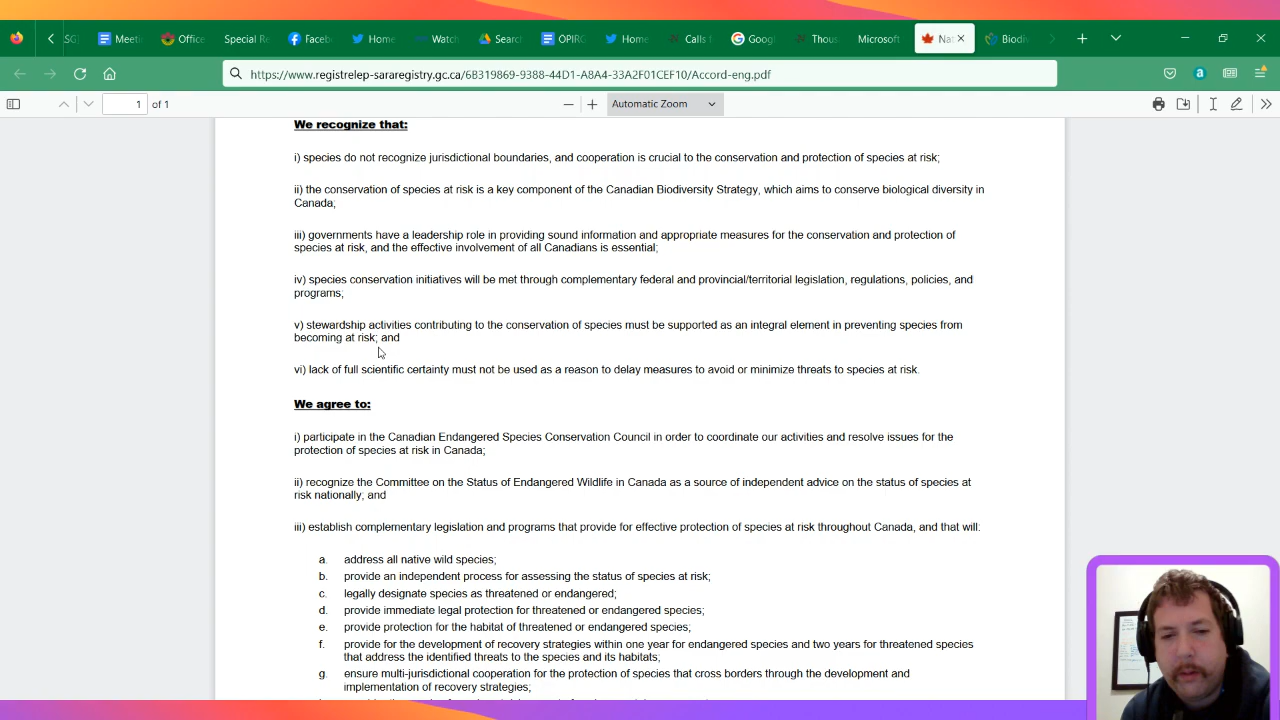 SG
Meeti
Office
Special Re
Faceb
Home
Watch
Search
OPIRG
Home
Calls f
Googl
Thous
Microsoft
Nat
Biodiv
https://www.registrelep-sararegistry.gc.ca/6B319869-9388-44D1-A8A4-33A2F01CEF10/Accord-eng.pdf
1 of 1
Automatic Zoom
We recognize that:
i) species do not recognize jurisdictional boundaries, and cooperation is crucial to the conservation and protection of species at risk;
ii) the conservation of species at risk is a key component of the Canadian Biodiversity Strategy, which aims to conserve biological diversity in
Canada;
iii) governments have a leadership role in providing sound information and appropriate measures for the conservation and protection of
species at risk, and the effective involvement of all Canadians is essential;
iv) species conservation initiatives will be met through complementary federal and provincial/territorial legislation, regulations, policies, and
programs;
v) stewardship activities contributing to the conservation of species must be supported as an integral element in preventing species from
becoming at risk; and
vi) lack of full scientific certainty must not be used as a reason to delay measures to avoid or minimize threats to species at risk.
We agree to:
i) participate in the Canadian Endangered Species Conservation Council in order to coordinate our activities and resolve issues for the
protection of species at risk in Canada;
ii) recognize the Committee on the Status of Endangered Wildlife in Canada as a source of independent advice on the status of species at
risk nationally; and
iii) establish complementary legislation and programs that provide for effective protection of species at risk throughout Canada, and that will:
a. address all native wild species;
b. provide an independent process for assessing the status of species at risk;
c. legally designate species as threatened or endangered;
d. provide immediate legal protection for threatened or endangered species;
e. provide protection for the habitat of threatened or endangered species;
f. provide for the development of recovery strategies within one year for endangered species and two years for threatened species
that address the identified threats to the species and its habitats;
g. ensure multi-jurisdictional cooperation for the protection of species that cross borders through the development and
implementation of recovery strategies;